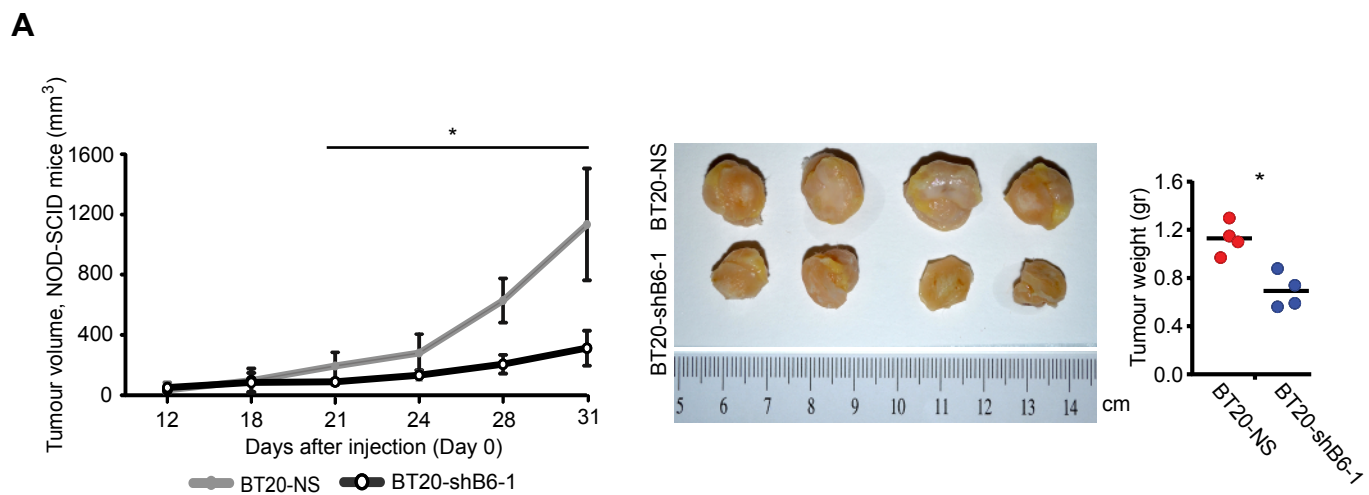 A
Tumour volume, NOD-SCID mice (mm³)
1600
1200
800
400
0
*
12 18 21 24 28 31
Days after injection (Day 0)
BT20-NS BT20-shB6-1
BT20-NS
BT20-shB6-1
5 6 7 8 9 10 11 12 13 14 cm
Tumour weight (gr)
1.6
1.2
0.8
0.4
0.0
*
BT20-NS
BT20-shB6-1